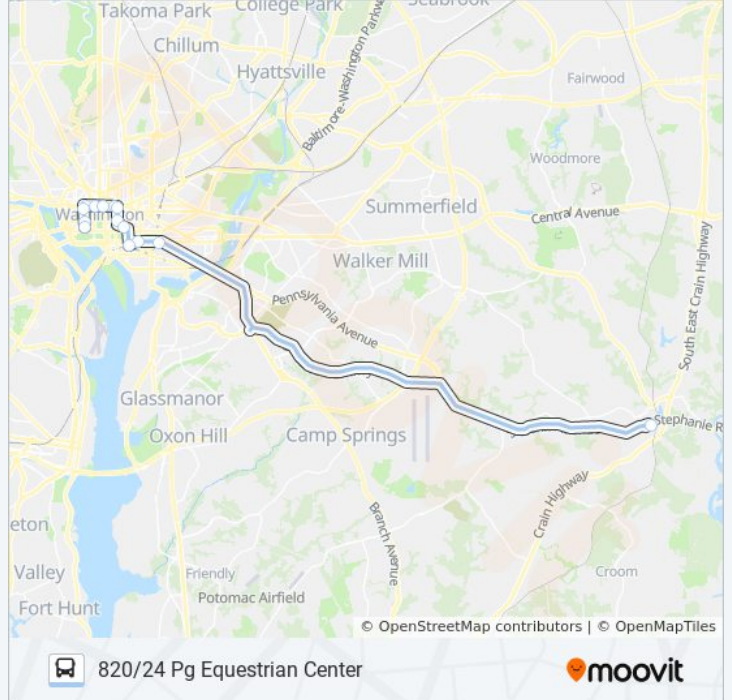 Takoma Park
College Park
Seabrook
Chillum
Hyattsville
Baltimore-Washington Parkw
Fairwood
Woodmore
Washington
Summerfield
Central Avenue
Walker Mill
South East Crain Highway
Pennsylvania Avenue
Glassmanor
Stephanie R
Oxon Hill
Camp Springs
Crain Highway
eton
Branch Avenue
Valley
Friendly
Croom
Potomac Airfield
Fort Hunt
© OpenStreetMap contributors | © OpenMapTiles
820/24 Pg Equestrian Center
moovit